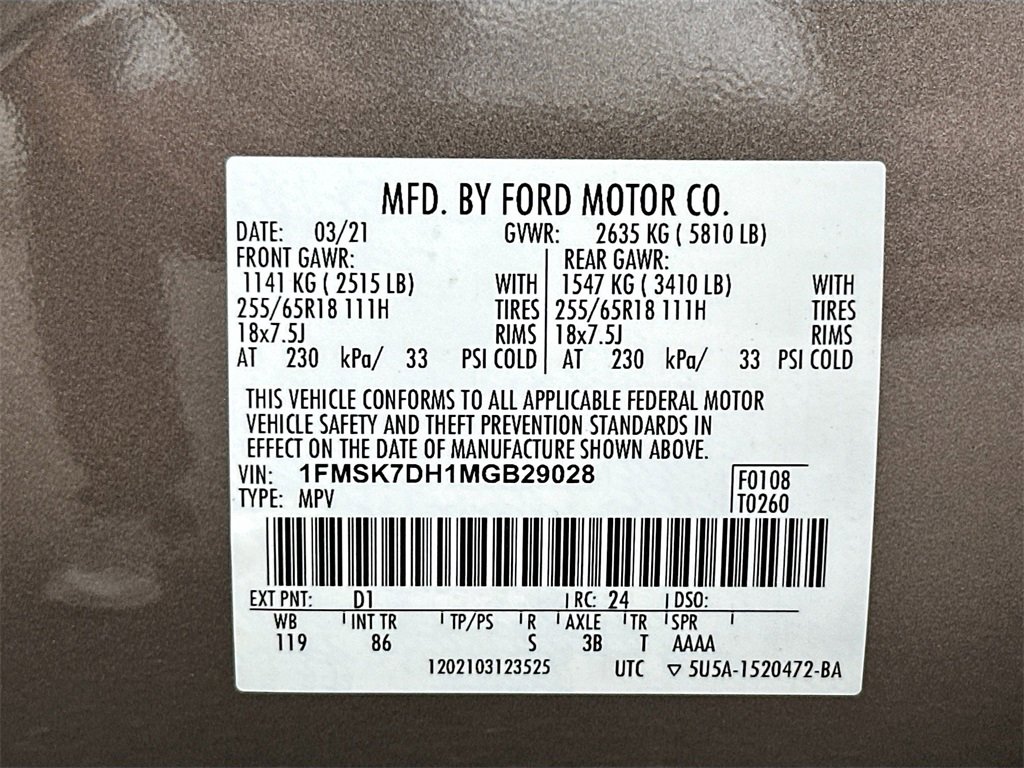 MFD. BY FORD MOTOR CO.
DATE: 03/21 GVWR: 2635 KG ( 5810 LB)
FRONT GAWR: REAR GAWR:
1141 KG ( 2515 LB) WITH 1547 KG ( 3410 LB) WITH
255/65R18 111H TIRES 255/65R18 111H TIRES
18x7.5J RIMS 18x7.5J RIMS
AT 230 kPa/ 33 PSI COLD AT 230 kPa/ 33 PSI COLD
THIS VEHICLE CONFORMS TO ALL APPLICABLE FEDERAL MOTOR
VEHICLE SAFETY AND THEFT PREVENTION STANDARDS IN
EFFECT ON THE DATE OF MANUFACTURE SHOWN ABOVE.
VIN: 1FMSK7DH1MGB29028 F0108
TYPE: MPV T0260
EXT PNT: D1 RC: 24 DSO:
WB INT TR TP/PS R AXLE TR SPR
119 86 S 3B T AAAA
1202103123525 UTC ▽ 5U5A-1520472-BA